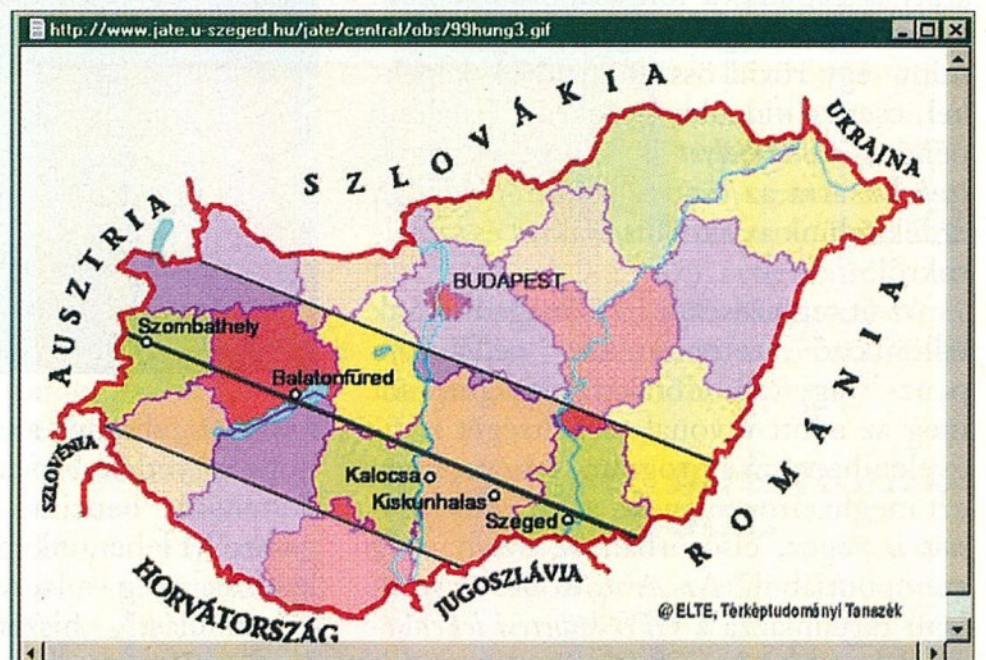 http://www.jate.u-szeged.hu/jate/central/obs/99hung3.gif
SZLOVÁKIA
UKRAJNA
AUSZTRIA
BUDAPEST
Szombathely
Balatonfüred
ROMÁNIA
SZLOVÉNIA
Kalocsa
Kiskunhalas
Szeged
HORVÁTORSZÁG
JUGOSZLÁVIA
@ ELTE, Térképtudományi Tanszék